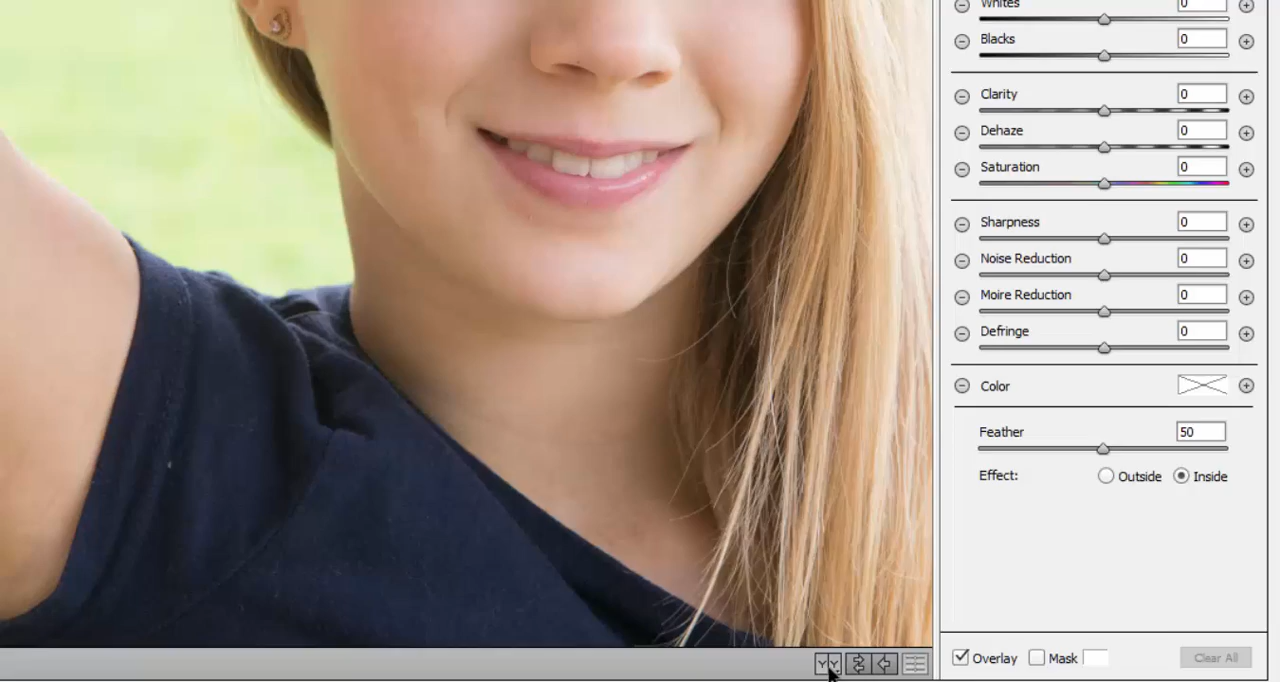 Whites 0
Blacks 0
Clarity 0
Dehaze 0
Saturation 0
Sharpness 0
Noise Reduction 0
Moire Reduction 0
Defringe 0
Color
Feather 50
Effect: Outside Inside
Y Y
Overlay Mask Clear All